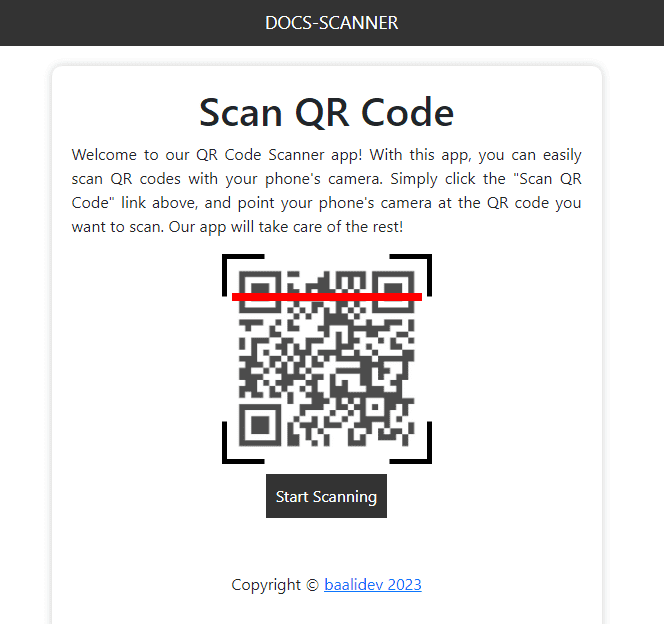 DOCS-SCANNER
Scan QR Code
Welcome to our QR Code Scanner app! With this app, you can easily
scan QR codes with your phone's camera. Simply click the "Scan QR
Code" link above, and point your phone's camera at the QR code you
want to scan. Our app will take care of the rest!
Start Scanning
Copyright © baalidev 2023